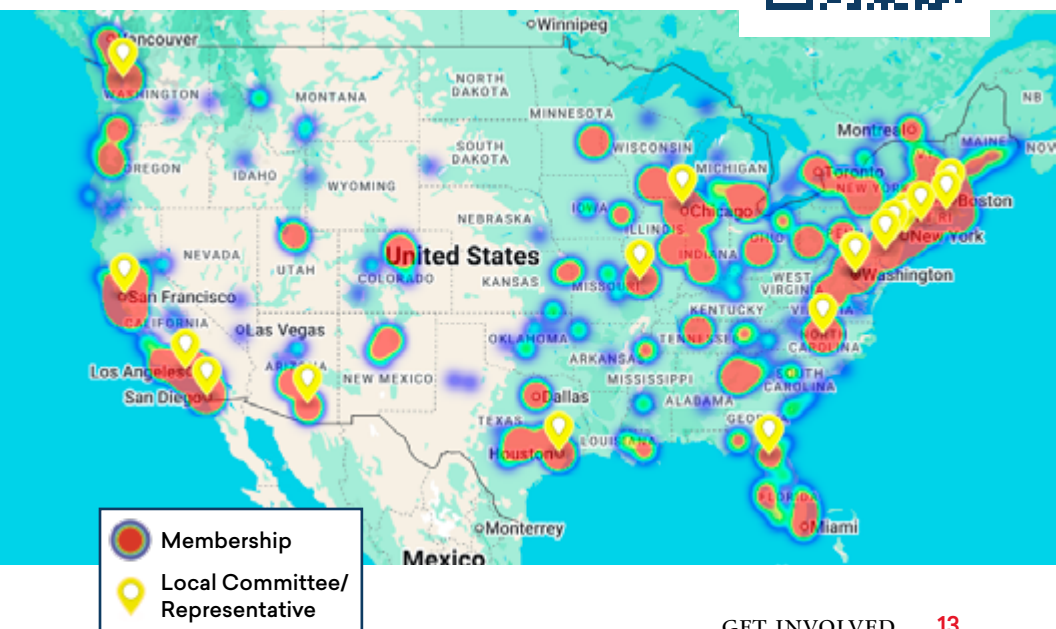 Winnipeg
Vancouver
WASHINGTON
MONTANA
NORTH
DAKOTA
MINNESOTA
NB
Montreal
MAINE
OREGON
IDAHO
SOUTH
DAKOTA
WISCONSIN
MICHIGAN
Toronto
NEW YORK
WYOMING
IOWA
Chicago
Boston
NEBRASKA
ILLINOIS
OHIO
New York
NEVADA
United States
INDIANA
UTAH
COLORADO
KANSAS
MISSOURI
WEST
VIRGINIA
Washington
San Francisco
CALIFORNIA
Las Vegas
KENTUCKY
OKLAHOMA
TENNESSEE
NORTH
CAROLINA
Los Angeles
ARIZONA
NEW MEXICO
ARKANSAS
MISSISSIPPI
SOUTH
CAROLINA
San Diego
Dallas
ALABAMA
TEXAS
LOUISIANA
Houston
FLORIDA
Miami
Monterrey
Mexico
Membership
Local Committee/
Representative
GET INVOLVED 13